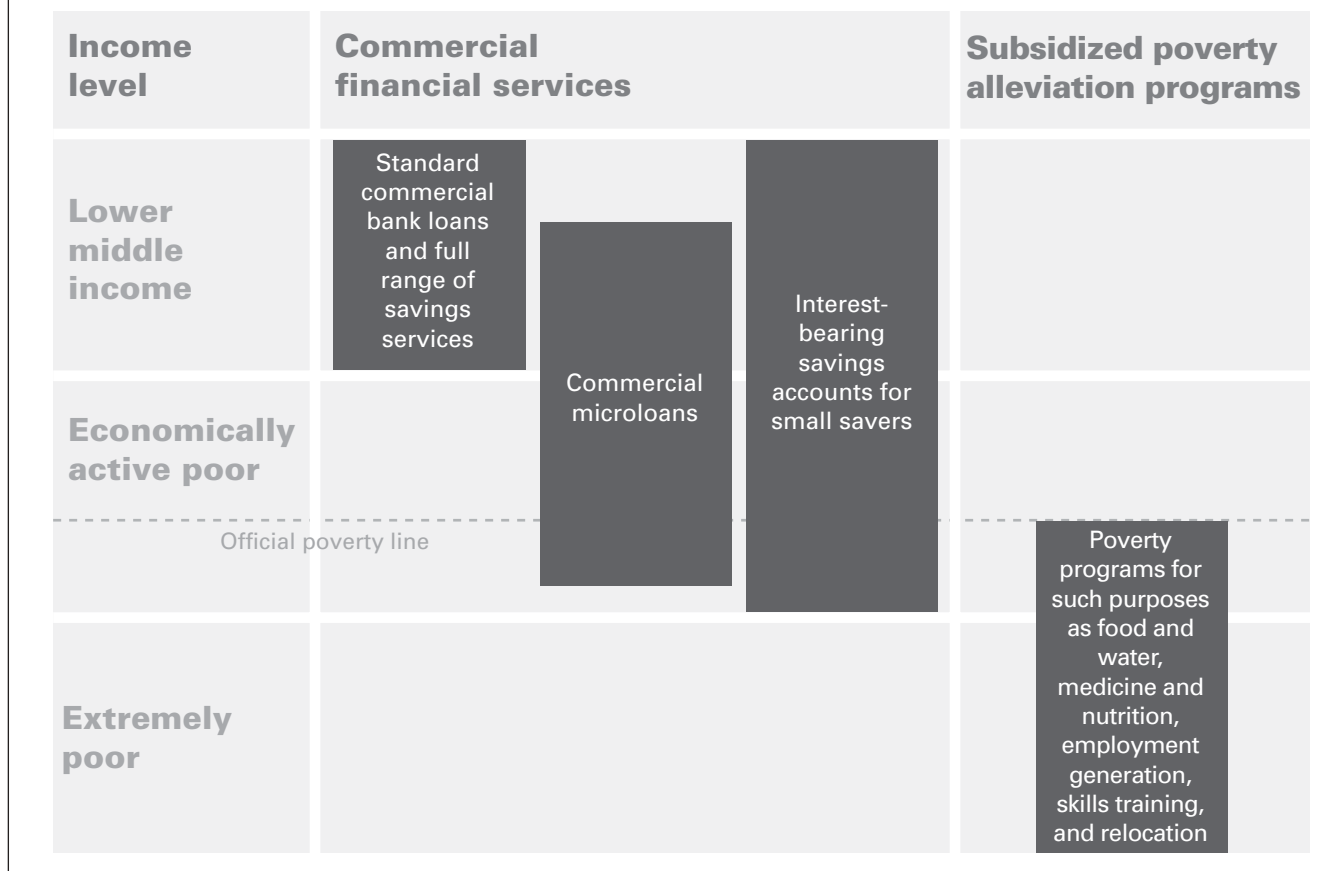 Income
level
Commercial
financial services
Subsidized poverty
alleviation programs
Lower
middle
income
Standard
commercial
bank loans
and full
range of
savings
services
Commercial
microloans
Interest-
bearing
savings
accounts for
small savers
Economically
active poor
Official poverty line
Extremely
poor
Poverty
programs for
such purposes
as food and
water,
medicine and
nutrition,
employment
generation,
skills training,
and relocation